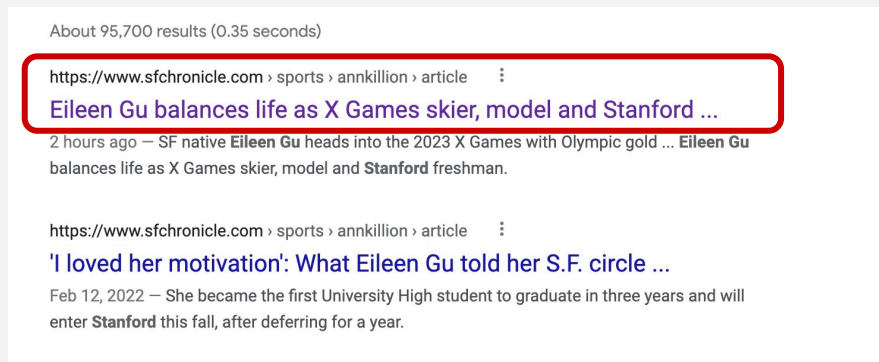 About 95,700 results (0.35 seconds)
https://www.sfchronicle.com › sports › annkillion › article
Eileen Gu balances life as X Games skier, model and Stanford ...
2 hours ago — SF native Eileen Gu heads into the 2023 X Games with Olympic gold ... Eileen Gu
balances life as X Games skier, model and Stanford freshman.
https://www.sfchronicle.com › sports › annkillion › article
'I loved her motivation': What Eileen Gu told her S.F. circle ...
Feb 12, 2022 — She became the first University High student to graduate in three years and will
enter Stanford this fall, after deferring for a year.